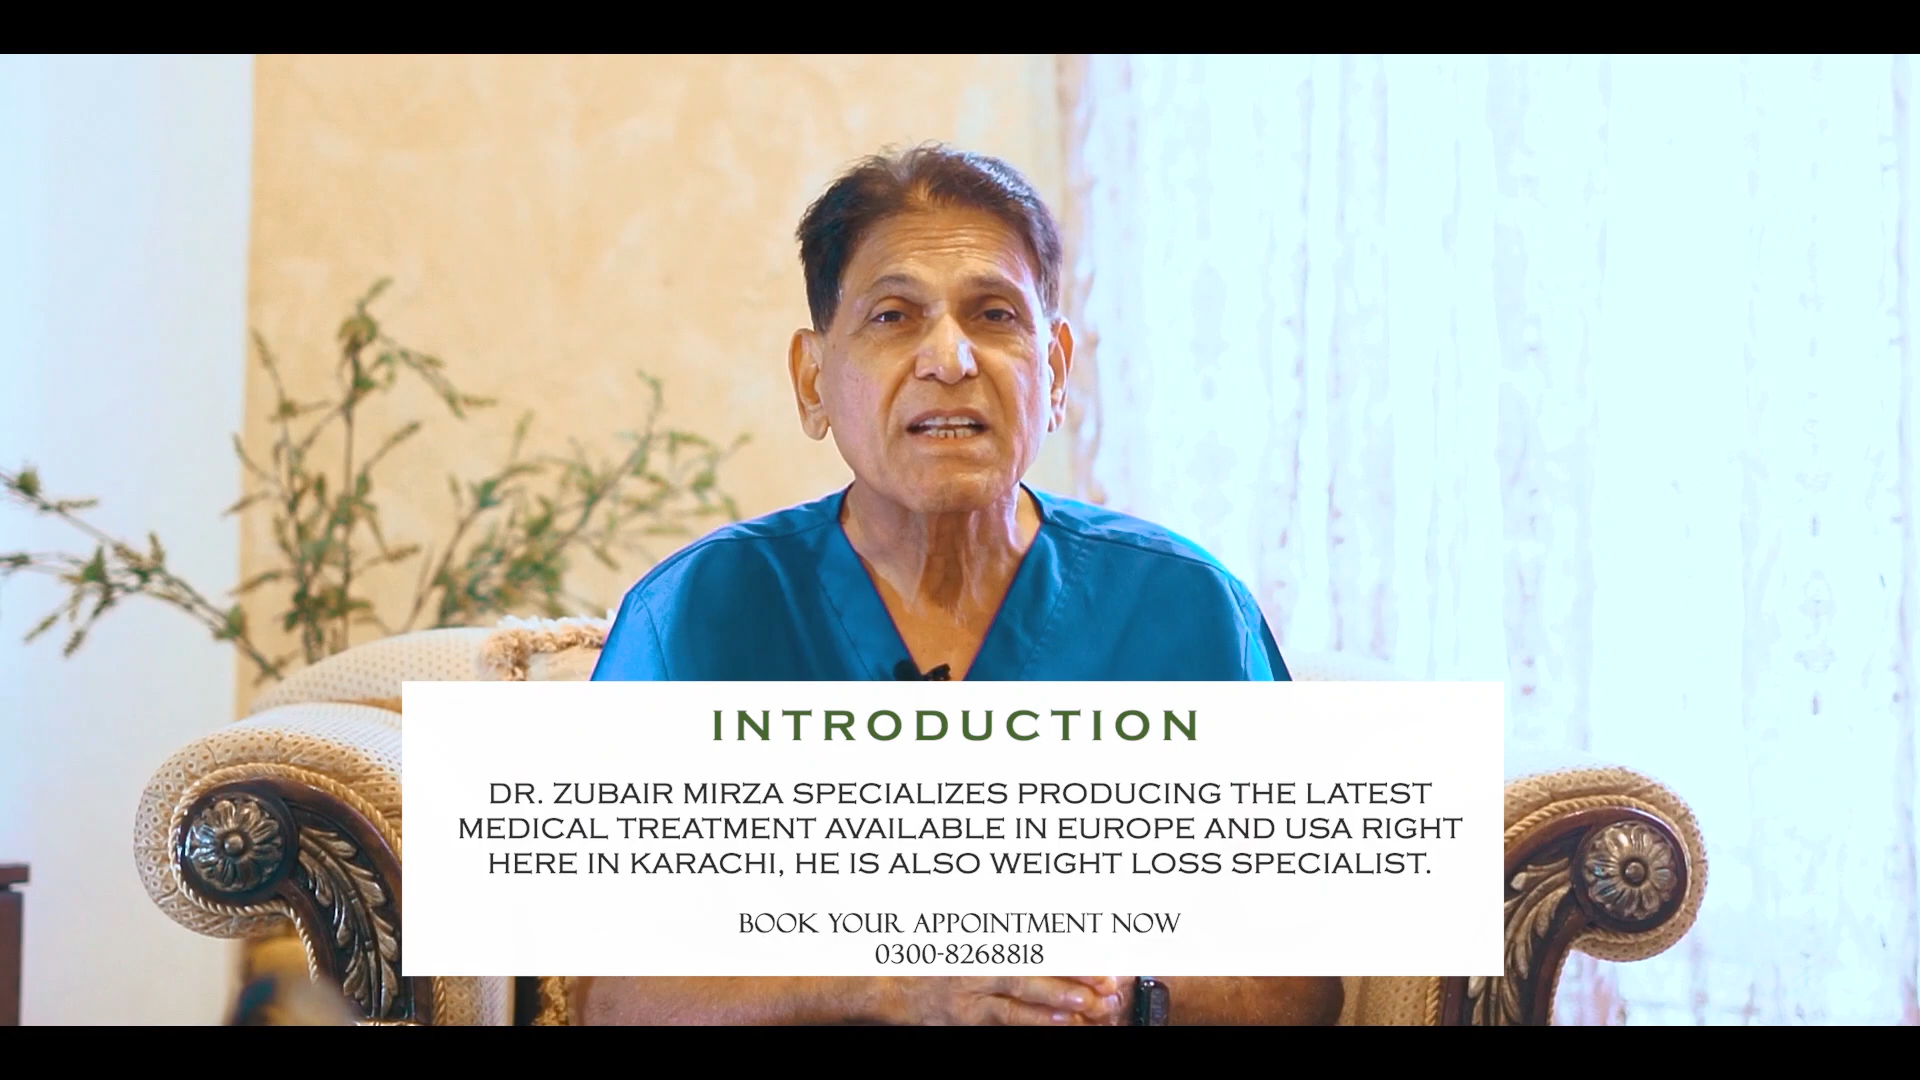 INTRODUCTION
DR. ZUBAIR MIRZA SPECIALIZES PRODUCING THE LATEST
MEDICAL TREATMENT AVAILABLE IN EUROPE AND USA RIGHT
HERE IN KARACHI, HE IS ALSO WEIGHT LOSS SPECIALIST.
BOOK YOUR APPOINTMENT NOW
0300-8268818